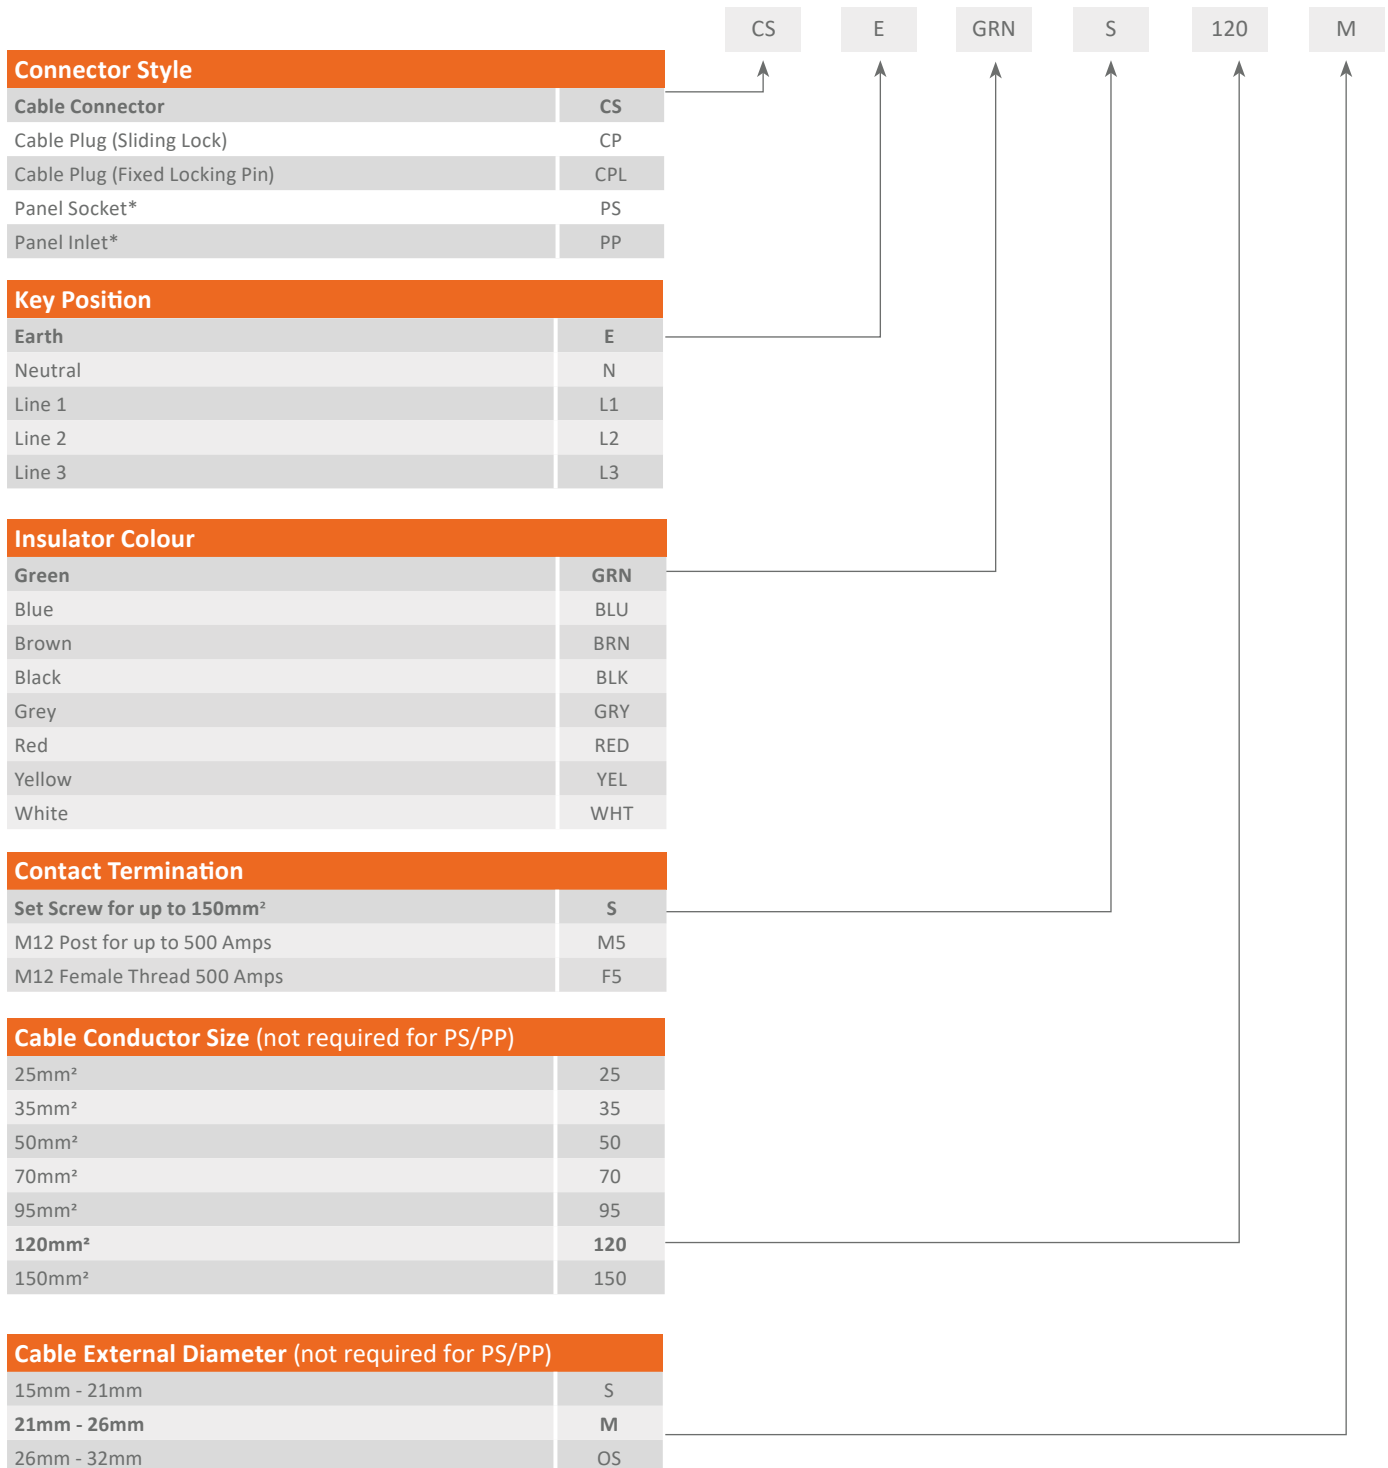 CS E GRN S 120 M
Connector Style
Cable Connector CS
Cable Plug (Sliding Lock) CP
Cable Plug (Fixed Locking Pin) CPL
Panel Socket* PS
Panel Inlet* PP
Key Position
Earth E
Neutral N
Line 1 L1
Line 2 L2
Line 3 L3
Insulator Colour
Green GRN
Blue BLU
Brown BRN
Black BLK
Grey GRY
Red RED
Yellow YEL
White WHT
Contact Termination
Set Screw for up to 150mm² S
M12 Post for up to 500 Amps M5
M12 Female Thread 500 Amps F5
Cable Conductor Size (not required for PS/PP)
25mm² 25
35mm² 35
50mm² 50
70mm² 70
95mm² 95
120mm² 120
150mm² 150
Cable External Diameter (not required for PS/PP)
15mm - 21mm S
21mm - 26mm M
26mm - 32mm OS